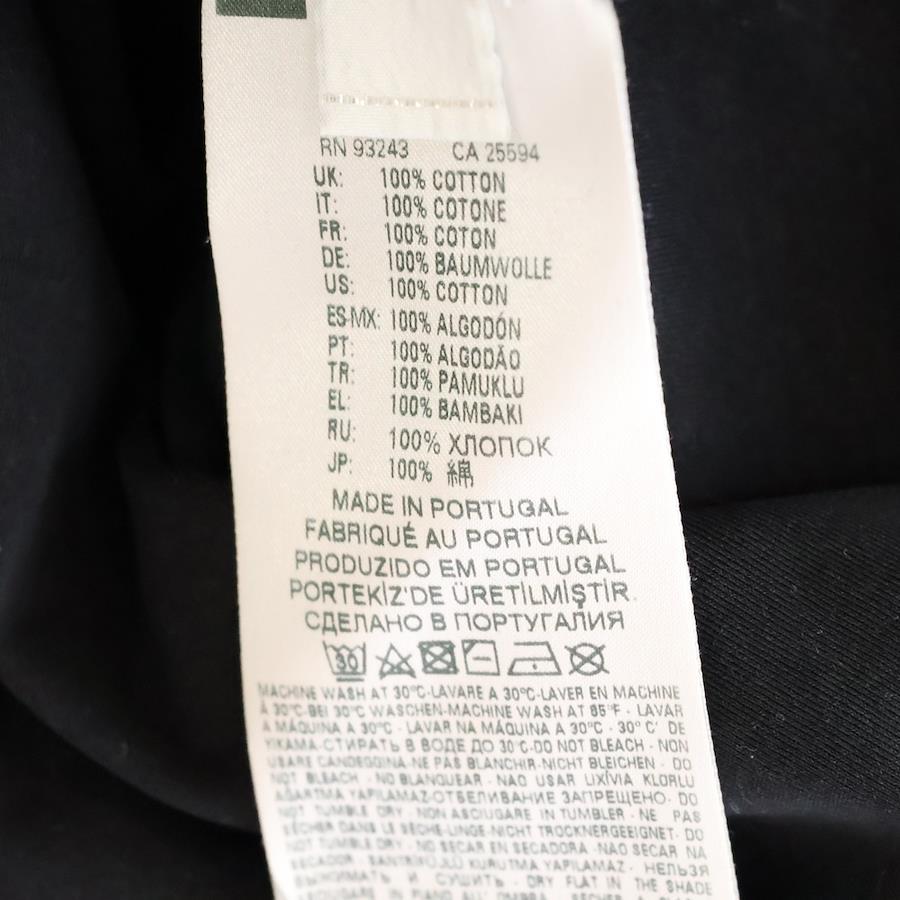 RN 93243 CA 25594
UK: 100% COTTON
IT: 100% COTONE
FR: 100% COTON
DE: 100% BAUMWOLLE
US: 100% COTTON
ES-MX: 100% ALGODÓN
PT: 100% ALGODÃO
TR: 100% PAMUKLU
EL: 100% BAMBAKI
RU: 100% ХЛОПОК
JP: 100% 綿
MADE IN PORTUGAL
FABRIQUÉ AU PORTUGAL
PRODUZIDO EM PORTUGAL
PORTEKİZ'DE ÜRETİLMİŞTİR.
СДЕЛАНО В ПОРТУГАЛИЯ
30
MACHINE WASH AT 30°C-LAVARE A 30°C-LAVER EN MACHINE
À 30°C-BEI 30°C WASCHEN-MACHINE WASH AT 85°F - LAVAR
A MÁQUINA A 30°C - LAVAR NA MÁQUINA A 30°C - 30° C' DE
YIKAMA-СТИРАТЬ В ВОДЕ ДО 30°C-DO NOT BLEACH - NON
USARE CANDEGGINA-NE PAS BLANCHIR-NICHT BLEICHEN - DO
NOT BLEACH - NO BLANQUEAR - NAO USAR LIXÍVIA KLORLU
AĞARTMA YAPILAMAZ-ОТБЕЛИВАНИЕ ЗАПРЕЩЕНО- DO
NOT TUMBLE DRY - NON ASCIUGARE IN TUMBLER - NE PAS
SÉCHER DANS LE SÈCHE-LINGE-NICHT TROCKNERGEEIGNET- DO
NOT TUMBLE DRY - NO SECAR EN SECADORA -NÃO SECAR NA
SECADOR - SANTRİFÜJLÜ KURUTMA YAPILAMAZ - НЕЛЬЗЯ
ВЫЖИМАТЬ И СУШИТЬ - DRY FLAT IN THE SHADE